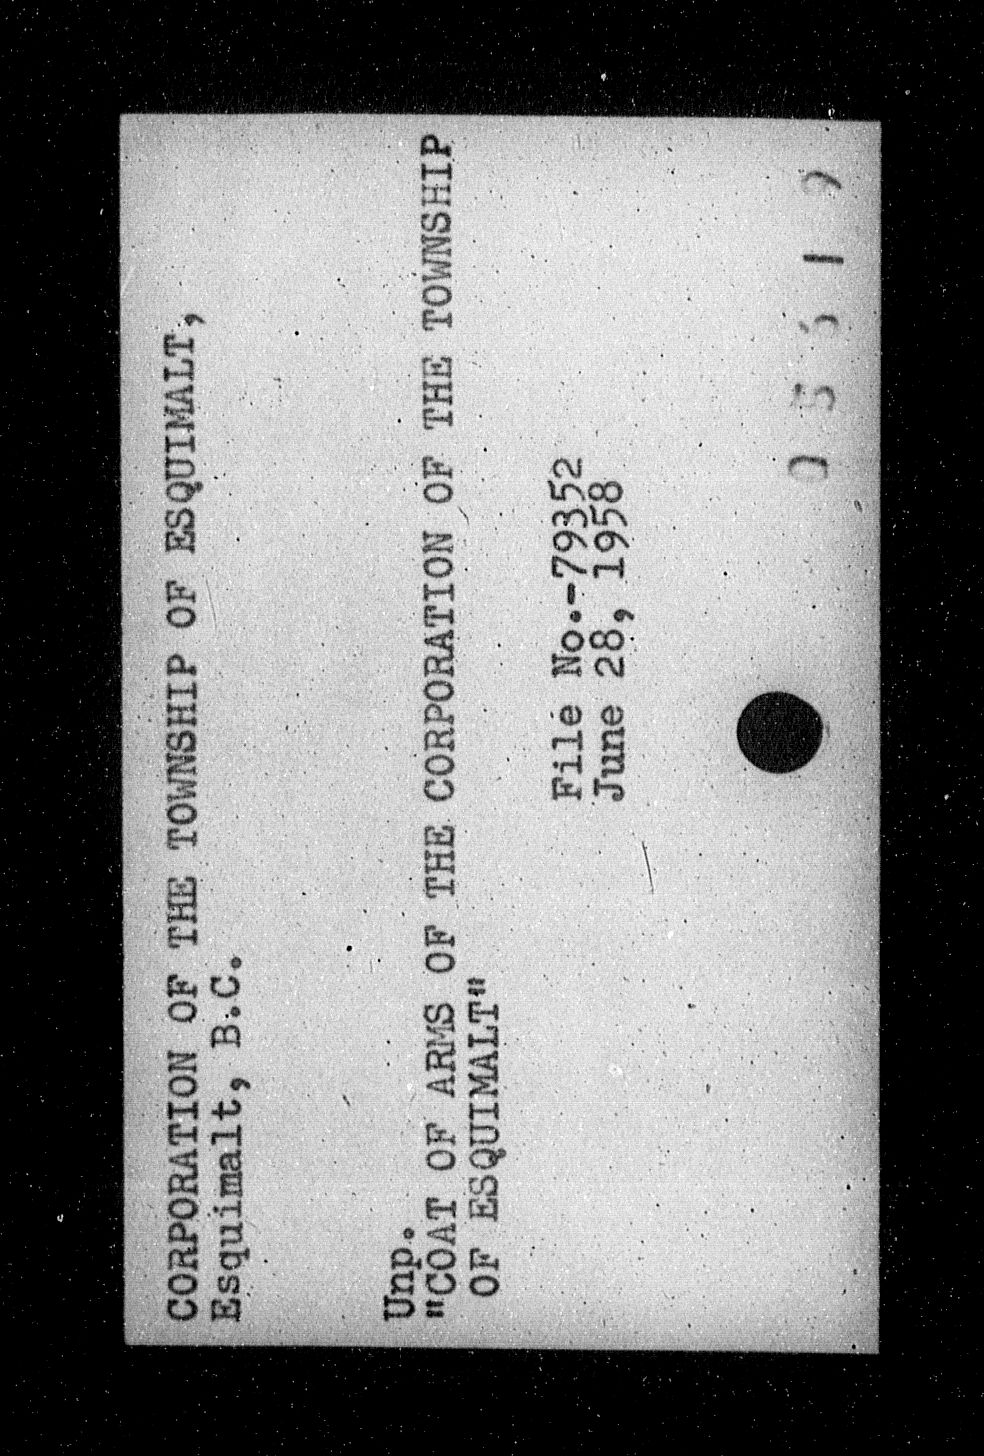 CORPORATION OF THE TOWNSHIP OF ESQUIMALT,
Esquimalt, B.C.
Unp.
"COAT OF ARMS OF THE CORPORATION OF THE TOWNSHIP
OF ESQUIMALT"
File No.-79352
June 28, 1958